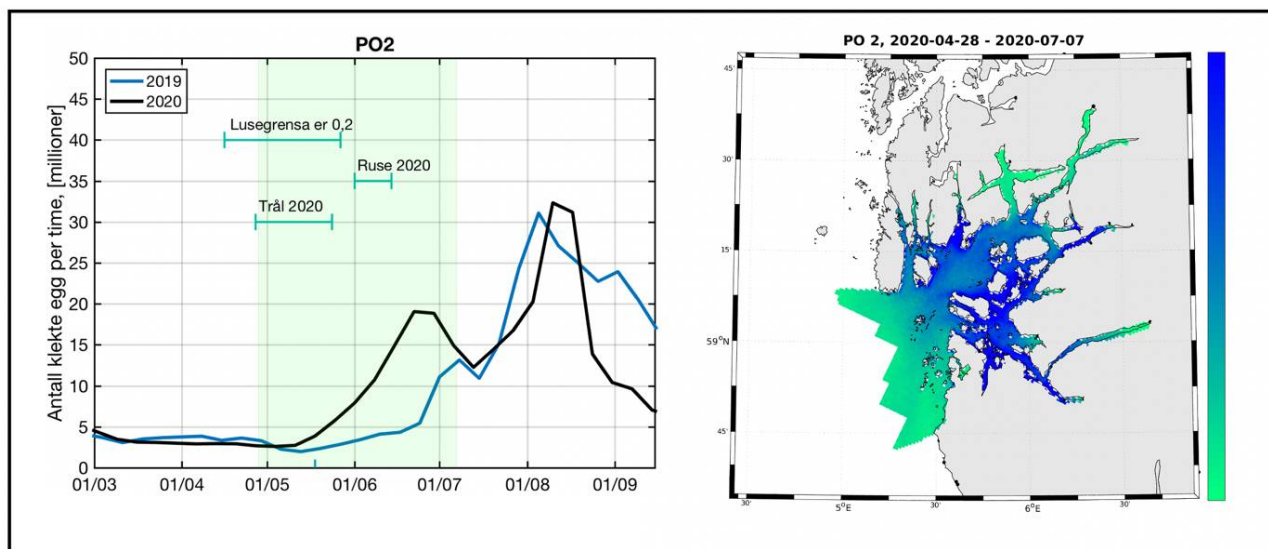 PO2
Antall klekte egg per time, [millioner]
50
45
40
35
30
25
20
15
10
5
0
2019
2020
Lusegrensa er 0,2
Ruse 2020
Trål 2020
01/03 01/04 01/05 01/06 01/07 01/08 01/09
PO 2, 2020-04-28 - 2020-07-07
45'
30'
15'
59°N
45'
30' 5°E 30' 6°E 30'